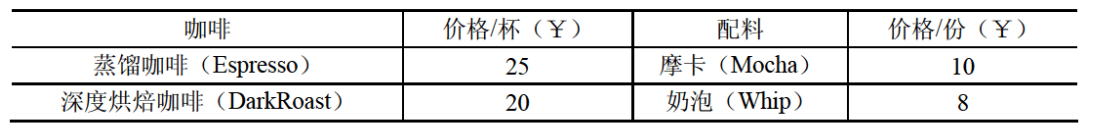 咖啡 价格/杯（￥） 配料 价格/份（￥）
蒸馏咖啡（Espresso） 25 摩卡（Mocha） 10
深度烘焙咖啡（DarkRoast） 20 奶泡（Whip） 8